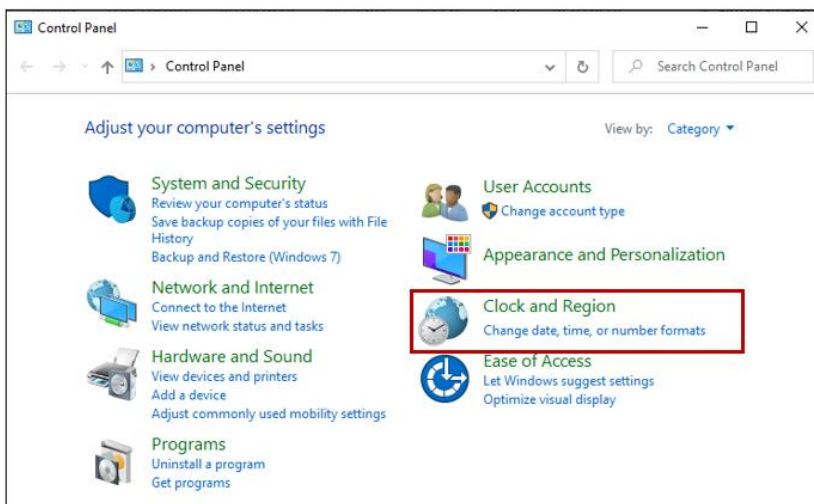 Control Panel
Control Panel
Search Control Panel
Adjust your computer's settings
View by: Category
System and Security
Review your computer's status
Save backup copies of your files with File
History
Backup and Restore (Windows 7)
Network and Internet
Connect to the Internet
View network status and tasks
Hardware and Sound
View devices and printers
Add a device
Adjust commonly used mobility settings
Programs
Uninstall a program
Get programs
User Accounts
Change account type
Appearance and Personalization
Clock and Region
Change date, time, or number formats
Ease of Access
Let Windows suggest settings
Optimize visual display